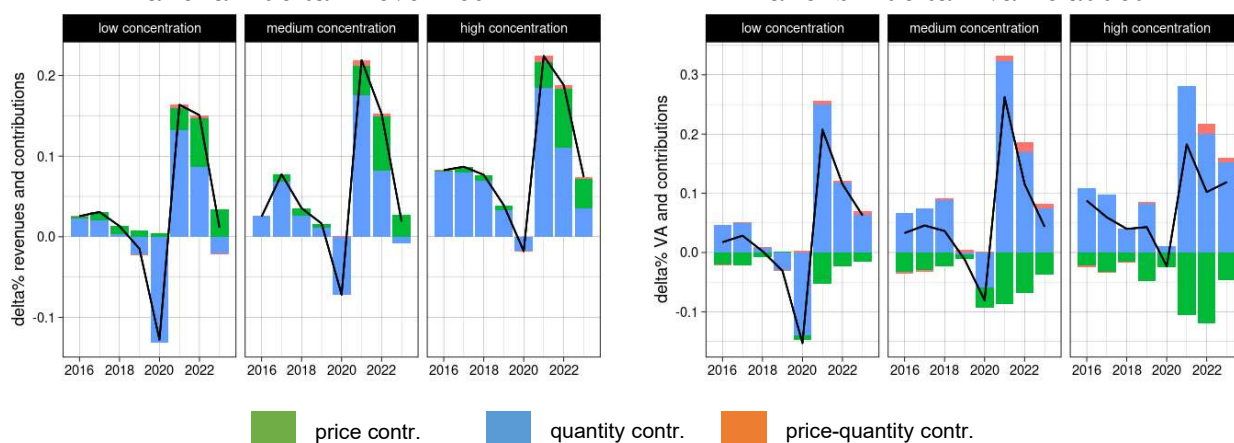 low concentration medium concentration high concentration
delta% revenues and contributions
0.2
0.1
0.0
-0.1
2016 2018 2020 2022 2016 2018 2020 2022 2016 2018 2020 2022
low concentration medium concentration high concentration
delta% VA and contributions
0.3
0.2
0.1
0.0
-0.1
2016 2018 2020 2022 2016 2018 2020 2022 2016 2018 2020 2022
price contr. quantity contr. price-quantity contr.